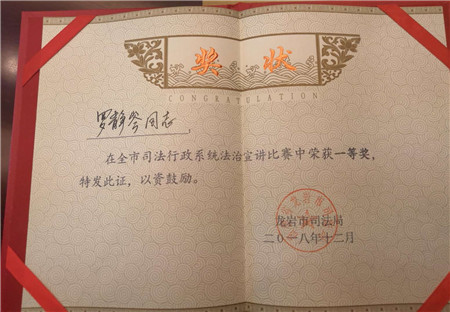 奖状
CONGRATULATION
罗静岑同志
在全市司法行政系统法治宣讲比赛中荣获一等奖，
特发此证，以资鼓励。
龙岩市司法局
二〇一八年十二月